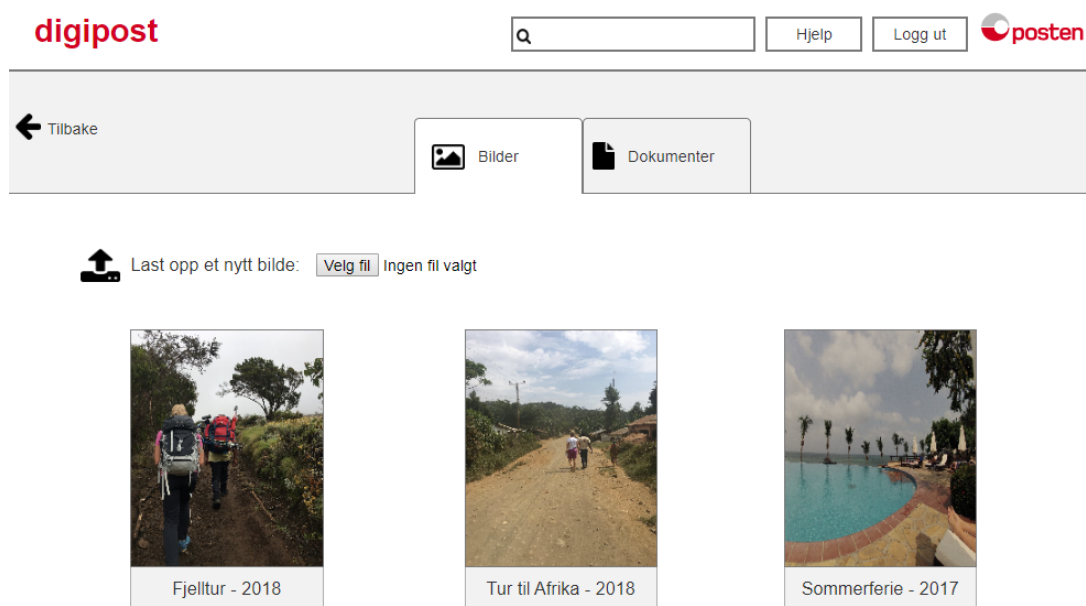 digipost
Hjelp
Logg ut
posten
Tilbake
Bilder
Dokumenter
Last opp et nytt bilde: Velg fil Ingen fil valgt
Fjelltur - 2018
Tur til Afrika - 2018
Sommerferie - 2017